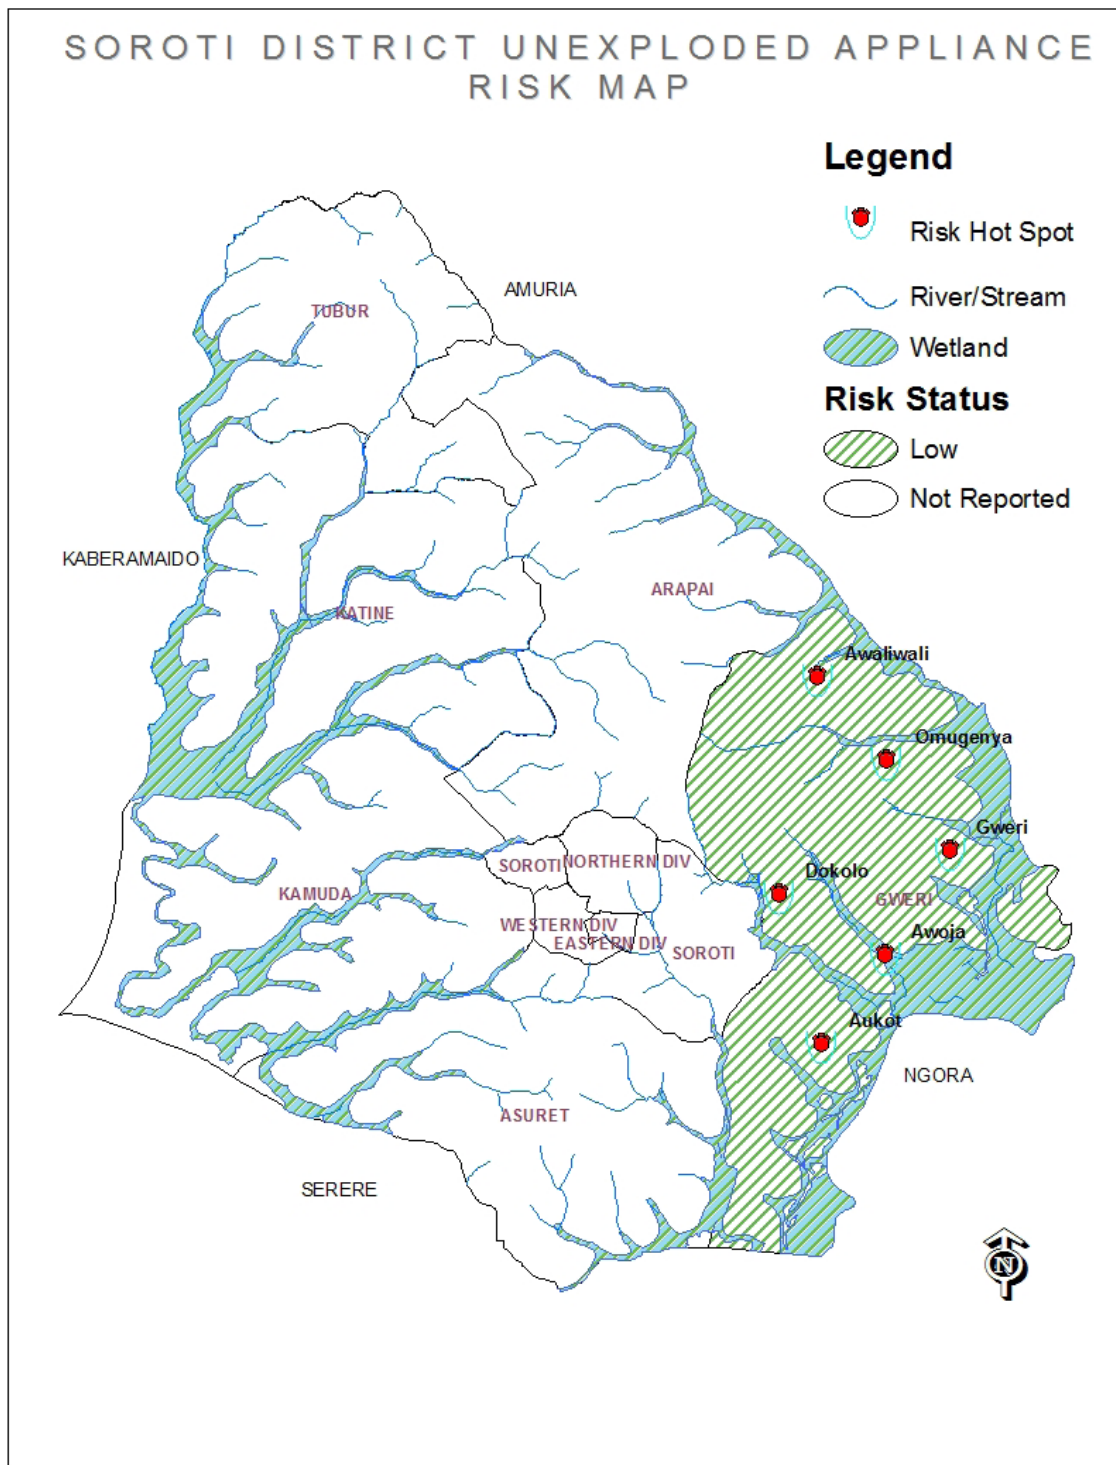 SOROTI DISTRICT UNEXPLODED APPLIANCE
RISK MAP
Legend
Risk Hot Spot
River/Stream
Wetland
Risk Status
Low
Not Reported
AMURIA
TUBUR
KABERAMAIDO
KATINE
ARAPAI
Awaliwali
Omugenya
Gweri
Dokolo
GWERI
Awoja
Aukot
SOROTI
NORTHERN DIV
KAMUDA
WESTERN DIV
EASTERN DIV
SOROTI
NGORA
ASURET
SERERE
N